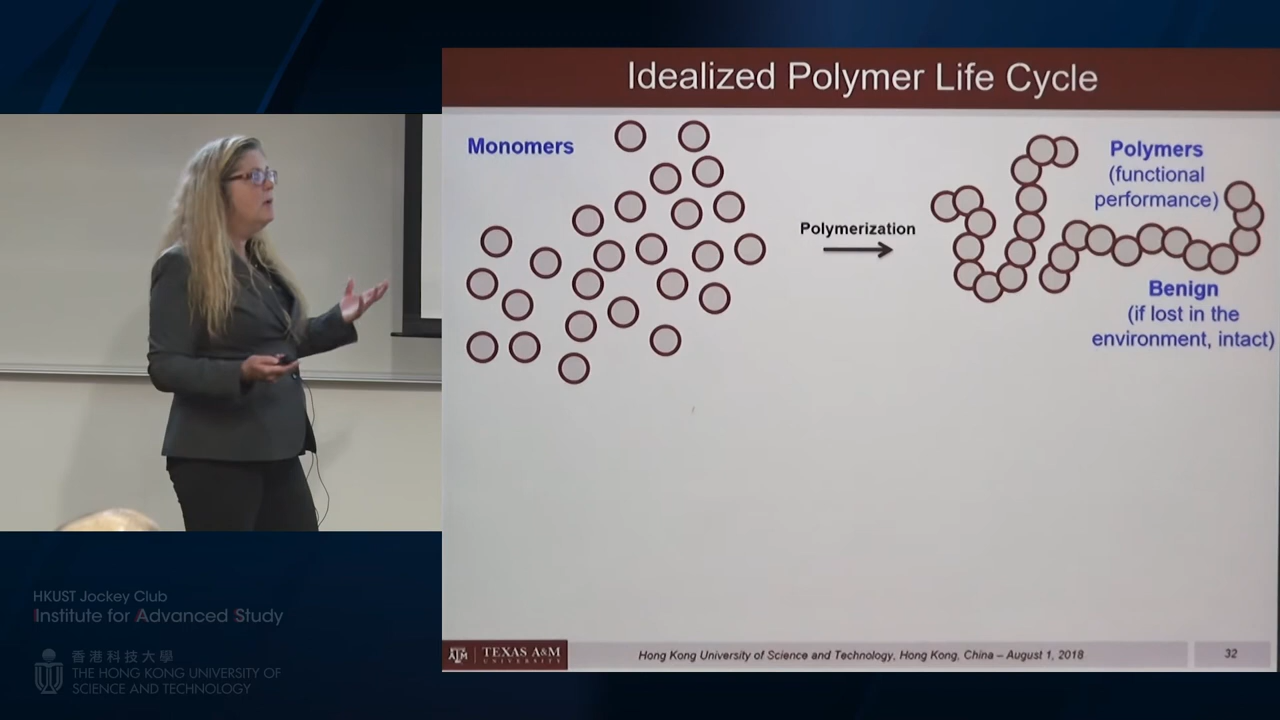 Idealized Polymer Life Cycle
Monomers
Polymerization
Polymers
(functional
performance)
Benign
(if lost in the
environment, intact)
HKUST Jockey Club
Institute for Advanced Study
香港科技大學
THE HONG KONG UNIVERSITY OF
SCIENCE AND TECHNOLOGY
ATM
TEXAS A&M
UNIVERSITY
Hong Kong University of Science and Technology, Hong Kong, China – August 1, 2018
32